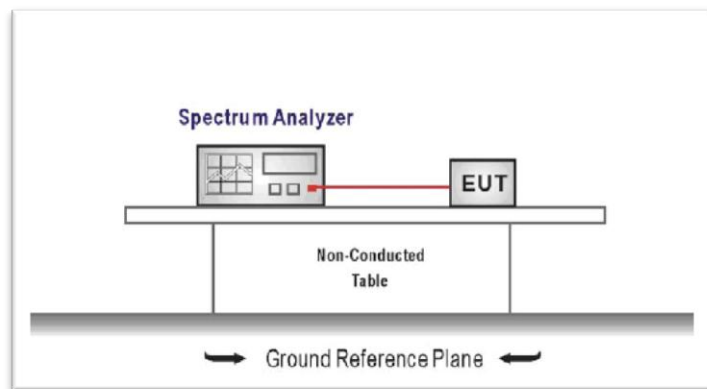 Spectrum Analyzer
EUT
Non-Conducted
Table
Ground Reference Plane